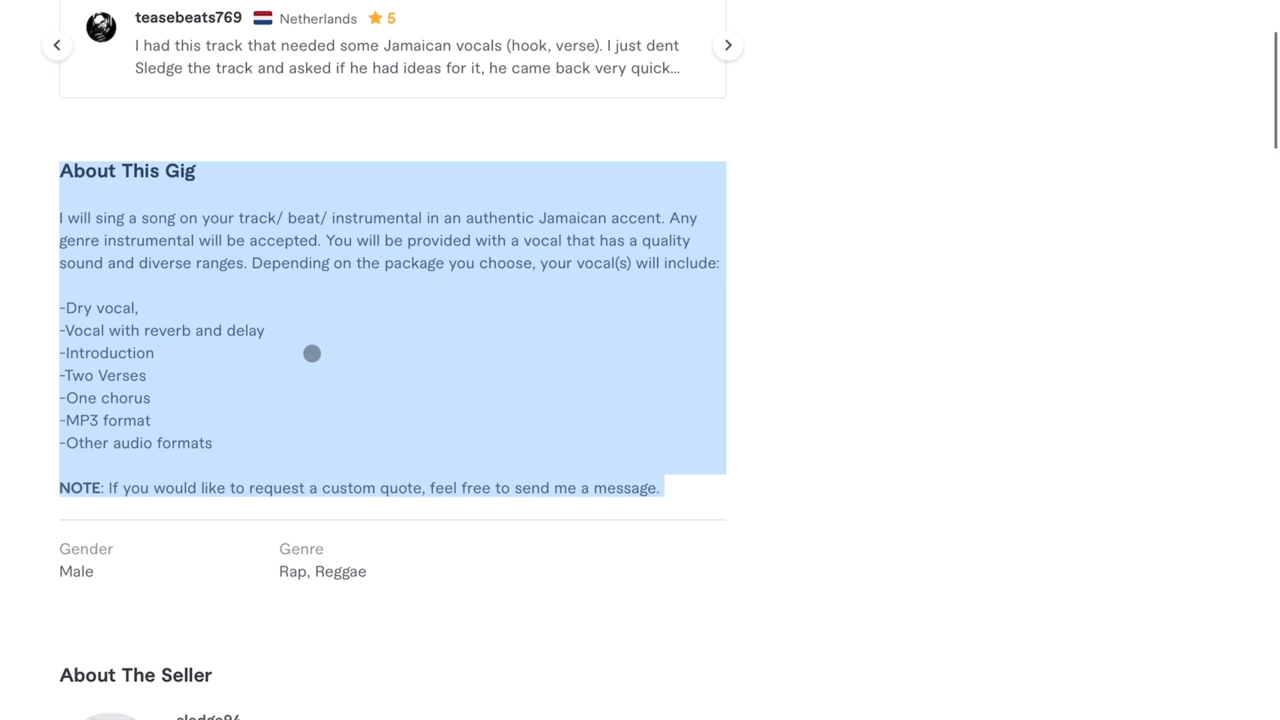 teasebeats769 Netherlands 5
I had this track that needed some Jamaican vocals (hook, verse). I just dent
Sledge the track and asked if he had ideas for it, he came back very quick...
About This Gig
I will sing a song on your track/ beat/ instrumental in an authentic Jamaican accent. Any
genre instrumental will be accepted. You will be provided with a vocal that has a quality
sound and diverse ranges. Depending on the package you choose, your vocal(s) will include:
-Dry vocal,
-Vocal with reverb and delay
-Introduction
-Two Verses
-One chorus
-MP3 format
-Other audio formats
NOTE: If you would like to request a custom quote, feel free to send me a message.
Gender Genre
Male Rap, Reggae
About The Seller
sledge94